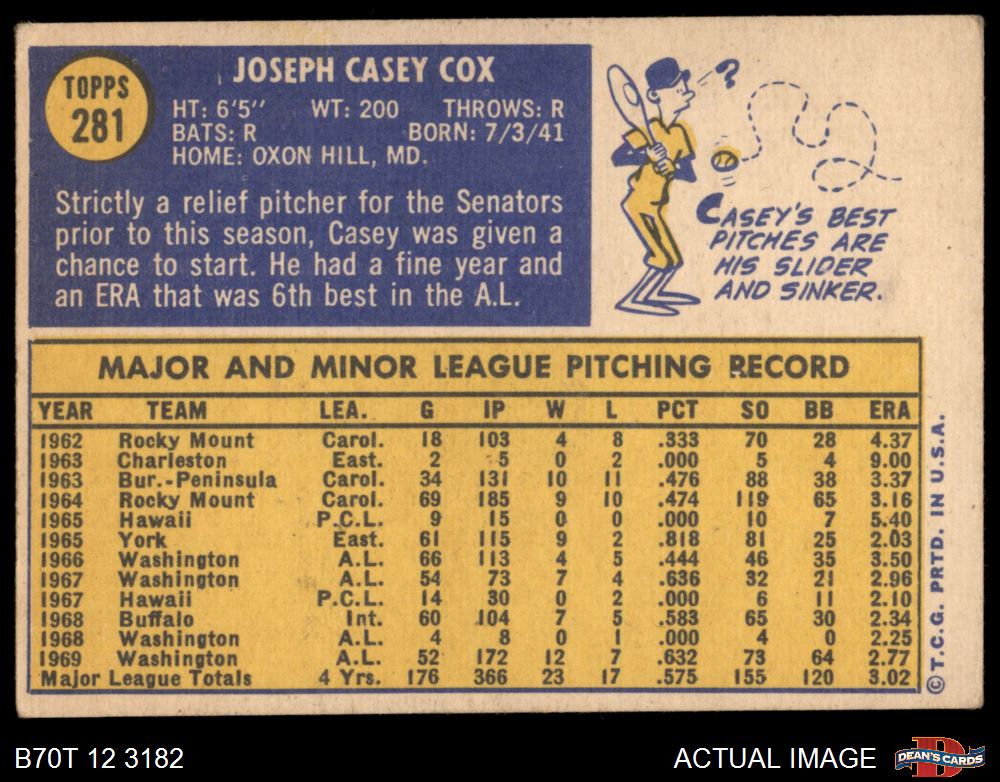 TOPPS
281
JOSEPH CASEY COX
HT: 6'5" WT: 200 THROWS: R
BATS: R BORN: 7/3/41
HOME: OXON HILL, MD.
Strictly a relief pitcher for the Senators
prior to this season, Casey was given a
chance to start. He had a fine year and
an ERA that was 6th best in the A.L.
?
CASEY'S BEST
PITCHES ARE
HIS SLIDER
AND SINKER.
MAJOR AND MINOR LEAGUE PITCHING RECORD
YEAR TEAM LEA. G IP W L PCT SO BB ERA
1962 Rocky Mount Carol. 18 103 4 8 .333 70 28 4.37
1963 Charleston East. 2 5 0 2 .000 5 4 9.00
1963 Bur.-Peninsula Carol. 34 131 10 11 .476 88 38 3.37
1964 Rocky Mount Carol. 69 185 9 10 .474 119 65 3.16
1965 Hawaii P.C.L. 9 15 0 0 .000 10 7 5.40
1965 York East. 61 115 9 2 .818 81 25 2.03
1966 Washington A.L. 66 113 4 5 .444 46 35 3.50
1967 Washington A.L. 54 73 7 4 .636 32 21 2.96
1967 Hawaii P.C.L. 14 30 0 2 .000 6 11 2.10
1968 Buffalo Int. 60 104 7 5 .583 65 30 2.34
1968 Washington A.L. 4 8 0 1 .000 4 0 2.25
1969 Washington A.L. 52 172 12 7 .632 73 64 2.77
Major League Totals 4 Yrs. 176 366 23 17 .575 155 120 3.02
©T.C.G. PRTD. IN U.S.A.
B70T 12 3182
ACTUAL IMAGE
D
DEAN'S CARDS